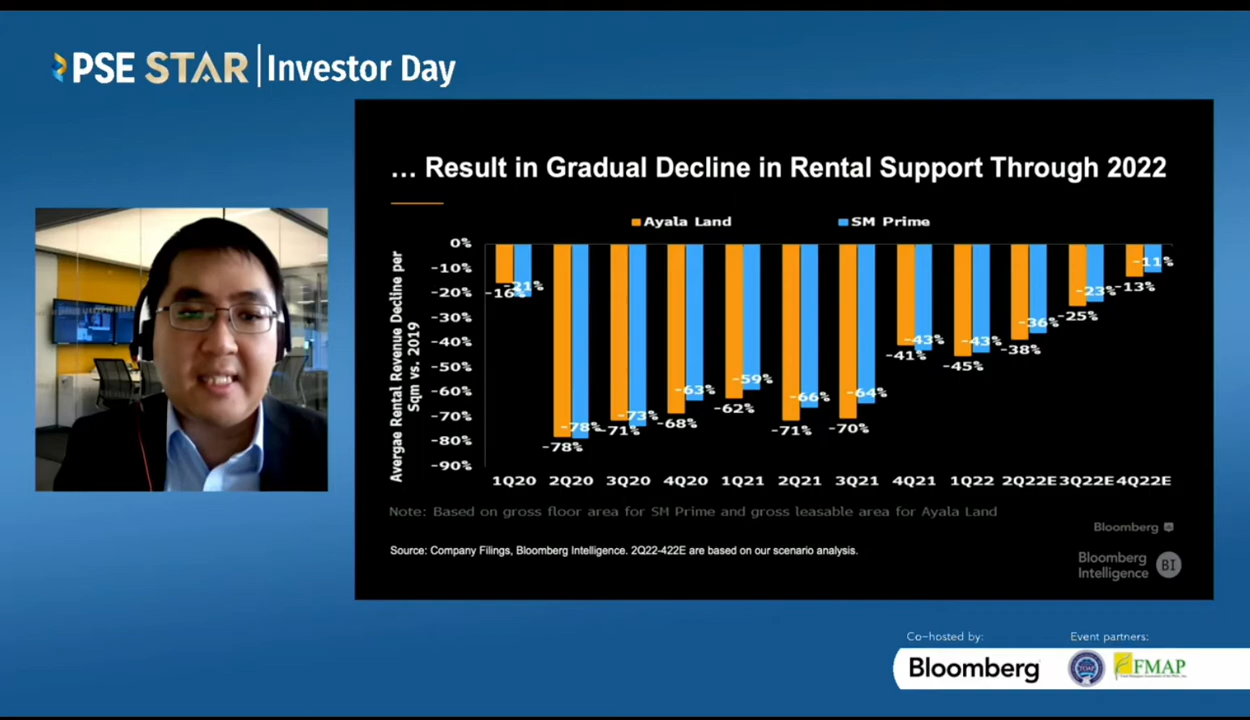 PSE STAR | Investor Day
... Result in Gradual Decline in Rental Support Through 2022
Ayala Land SM Prime
Avergae Rental Revenue Decline per
Sqm vs. 2019
0%
-10%
-20%
-30%
-40%
-50%
-60%
-70%
-80%
-90%
-16% -21%
-78% -78%
-71% -73%
-68% -63%
-62% -59%
-71% -66%
-70% -64%
-41% -43%
-45% -43%
-38% -36%
-25% -23%
-13% -11%
1Q20 2Q20 3Q20 4Q20 1Q21 2Q21 3Q21 4Q21 1Q22 2Q22E 3Q22E 4Q22E
Note: Based on gross floor area for SM Prime and gross leasable area for Ayala Land
Bloomberg
Source: Company Filings, Bloomberg Intelligence. 2Q22-422E are based on our scenario analysis.
Bloomberg
Intelligence BI
Co-hosted by: Event partners:
Bloomberg FMAP